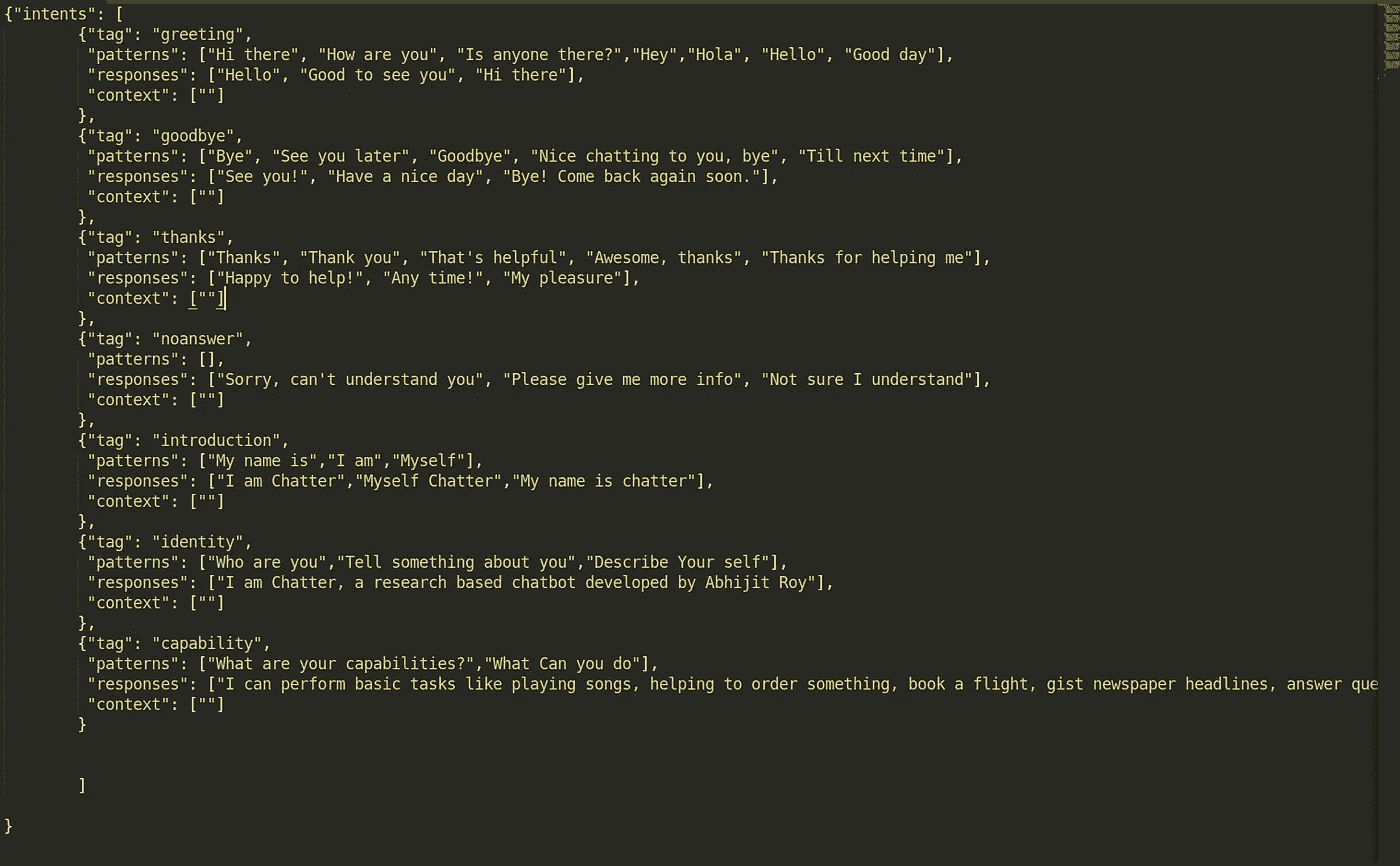 {"intents": [
{"tag": "greeting",
"patterns": ["Hi there", "How are you", "Is anyone there?","Hey","Hola", "Hello", "Good day"],
"responses": ["Hello", "Good to see you", "Hi there"],
"context": [""]
},
{"tag": "goodbye",
"patterns": ["Bye", "See you later", "Goodbye", "Nice chatting to you, bye", "Till next time"],
"responses": ["See you!", "Have a nice day", "Bye! Come back again soon."],
"context": [""]
},
{"tag": "thanks",
"patterns": ["Thanks", "Thank you", "That's helpful", "Awesome, thanks", "Thanks for helping me"],
"responses": ["Happy to help!", "Any time!", "My pleasure"],
"context": [""]
},
{"tag": "noanswer",
"patterns": [],
"responses": ["Sorry, can't understand you", "Please give me more info", "Not sure I understand"],
"context": [""]
},
{"tag": "introduction",
"patterns": ["My name is","I am","Myself"],
"responses": ["I am Chatter","Myself Chatter","My name is chatter"],
"context": [""]
},
{"tag": "identity",
"patterns": ["Who are you","Tell something about you","Describe Your self"],
"responses": ["I am Chatter, a research based chatbot developed by Abhijit Roy"],
"context": [""]
},
{"tag": "capability",
"patterns": ["What are your capabilities?","What Can you do"],
"responses": ["I can perform basic tasks like playing songs, helping to order something, book a flight, gist newspaper headlines, answer que
"context": [""]
}
]
}